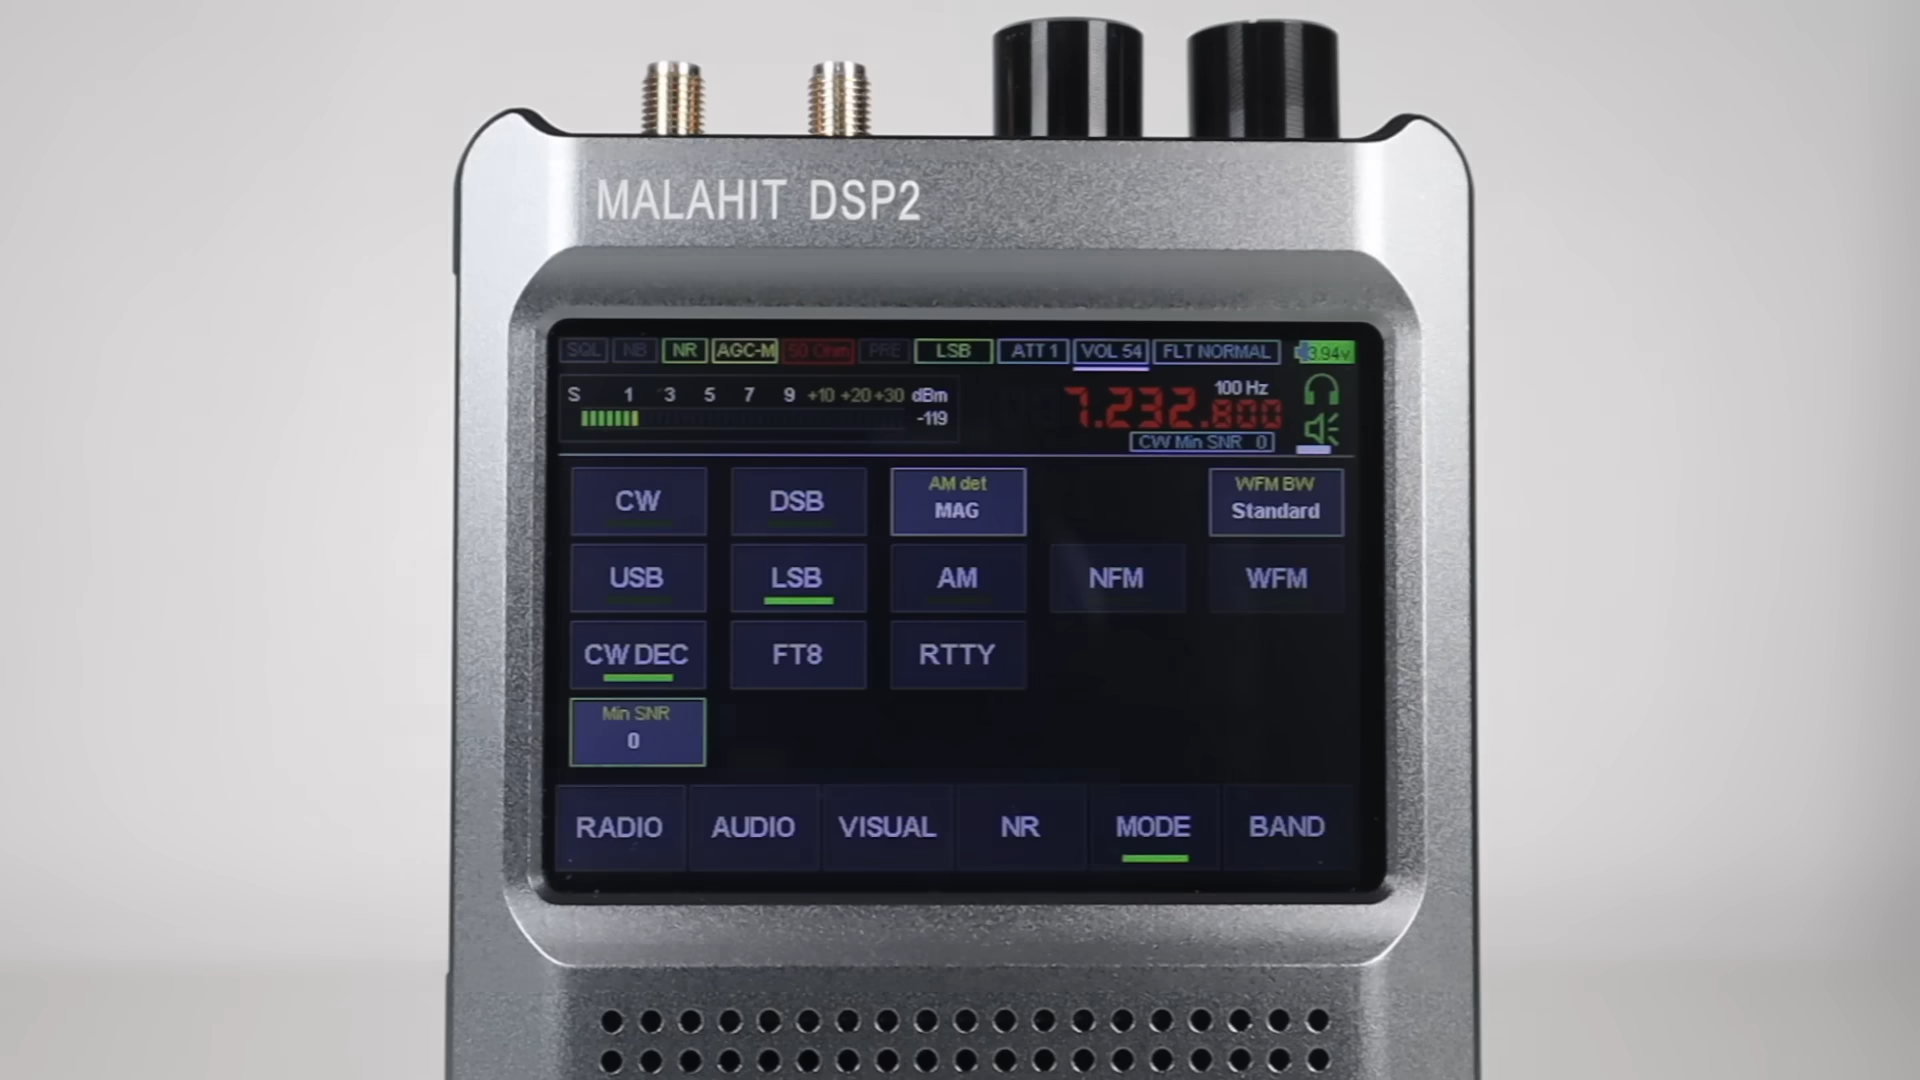 MALAHIT DSP2
SQL NB NR AGC-M 50 Ohm PRE LSB ATT 1 VOL 54 FLT NORMAL 3.94v
S 1 3 5 7 9 +10 +20 +30 dBm
-119
100 Hz
7.232.800
CW Min SNR 0
CW DSB AM det MAG WFM BW Standard
USB LSB AM NFM WFM
CW DEC FT8 RTTY
Min SNR
0
RADIO AUDIO VISUAL NR MODE BAND